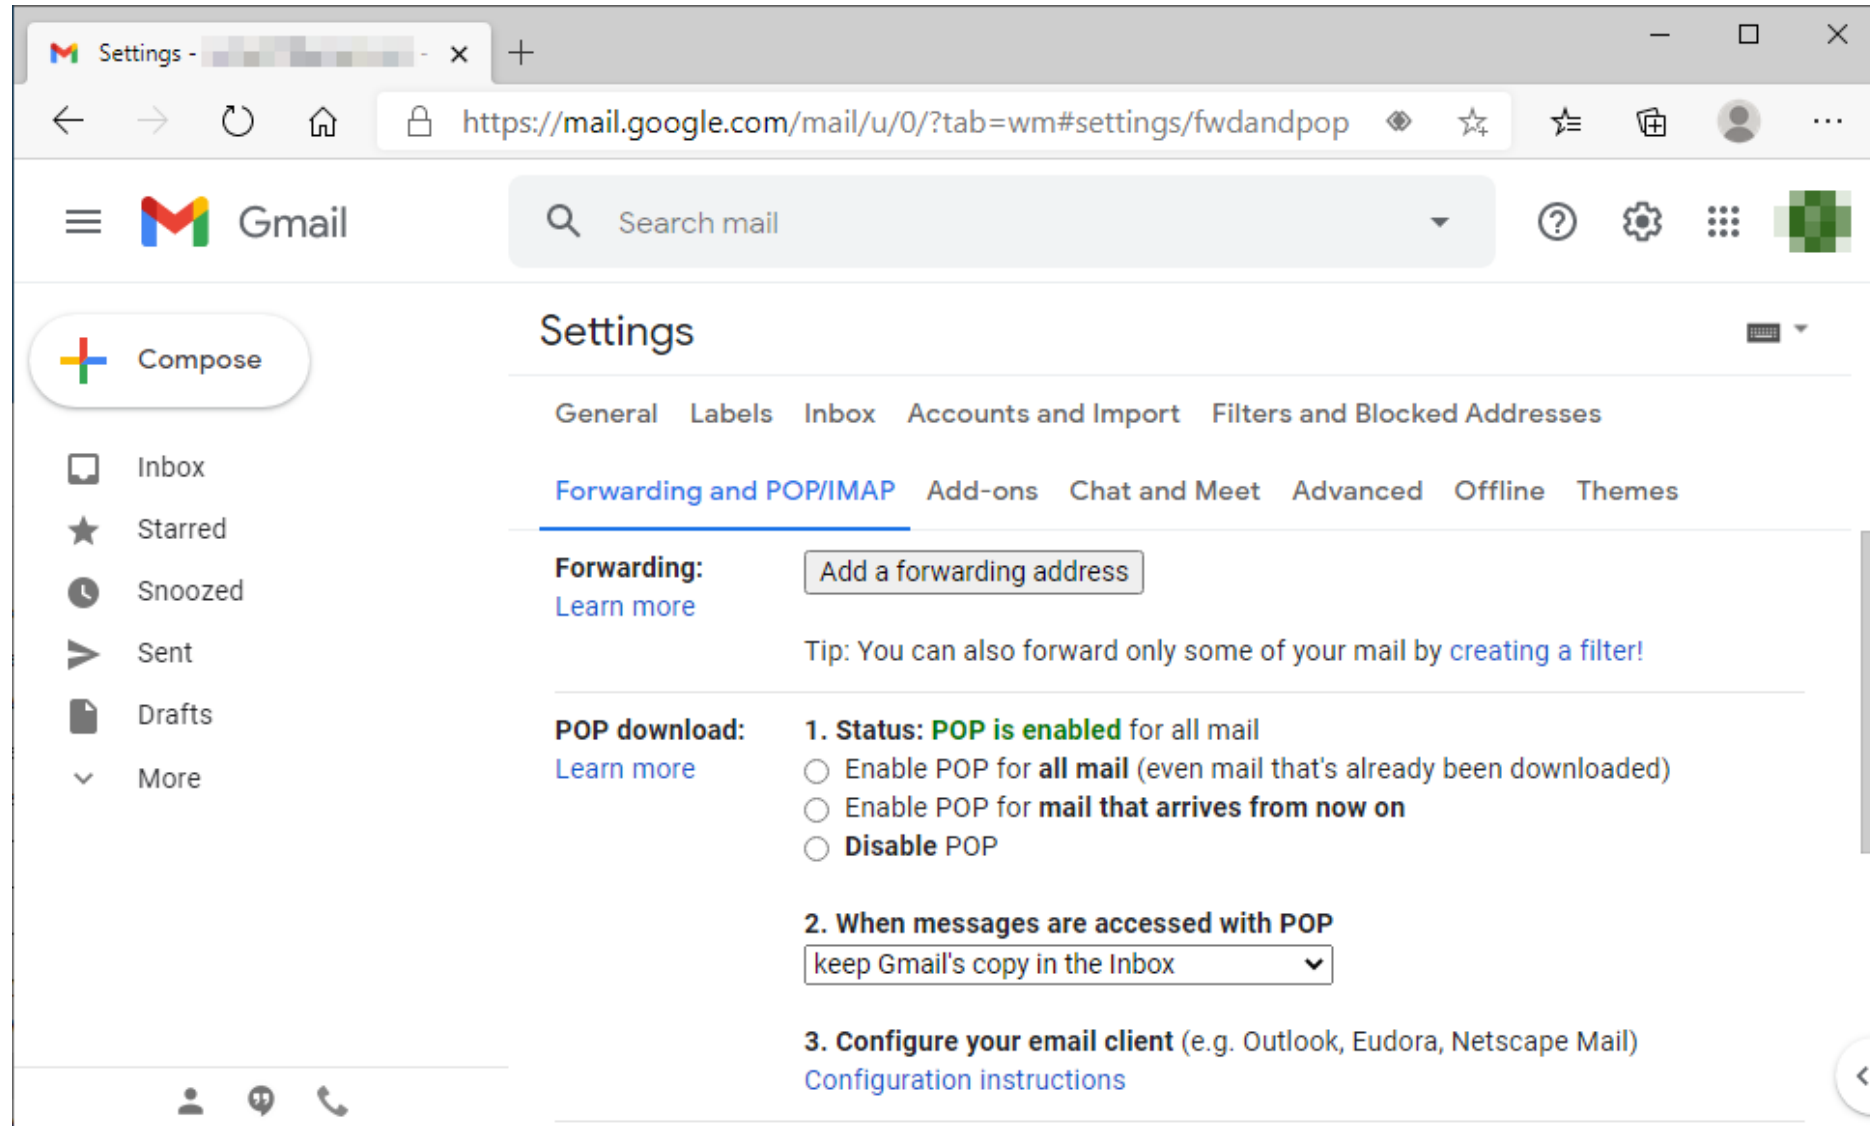 Settings - -
https://mail.google.com/mail/u/0/?tab=wm#settings/fwdandpop
Gmail
Search mail
Settings
Compose
General Labels Inbox Accounts and Import Filters and Blocked Addresses
Forwarding and POP/IMAP Add-ons Chat and Meet Advanced Offline Themes
Inbox
Starred
Snoozed
Sent
Drafts
More
Forwarding:
Learn more
Add a forwarding address
Tip: You can also forward only some of your mail by creating a filter!
POP download:
Learn more
1. Status: POP is enabled for all mail
Enable POP for all mail (even mail that's already been downloaded)
Enable POP for mail that arrives from now on
Disable POP
2. When messages are accessed with POP
keep Gmail's copy in the Inbox
3. Configure your email client (e.g. Outlook, Eudora, Netscape Mail)
Configuration instructions